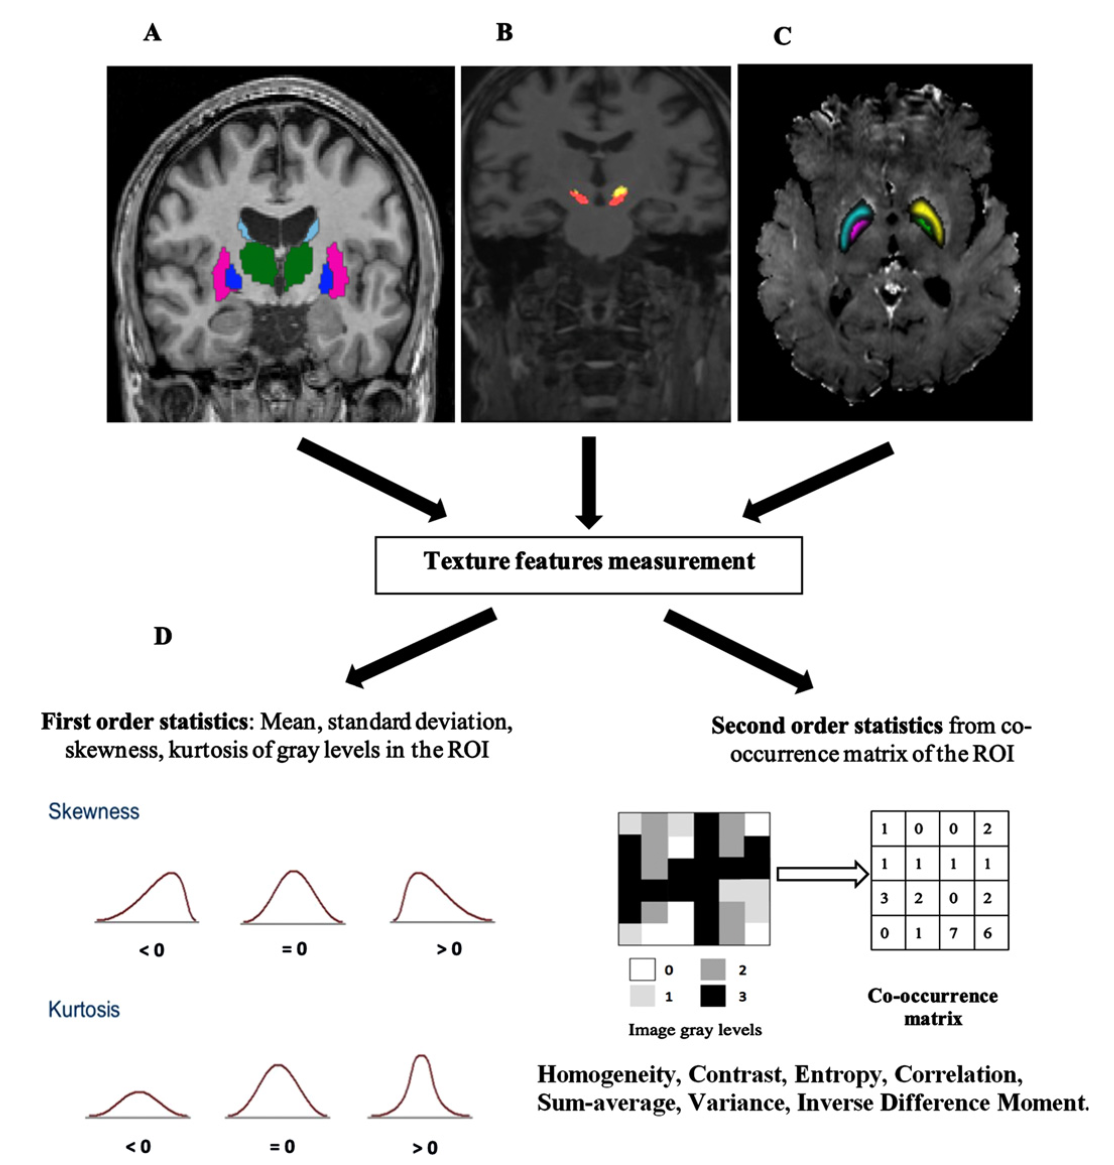 A
B
C
Texture features measurement
D
First order statistics: Mean, standard deviation,
skewness, kurtosis of gray levels in the ROI
Second order statistics from co-
occurrence matrix of the ROI
Skewness
< 0
= 0
> 0
Kurtosis
< 0
= 0
> 0
1 0 0 2
1 1 1 1
3 2 0 2
0 1 7 6
0 2
1 3
Image gray levels
Co-occurrence
matrix
Homogeneity, Contrast, Entropy, Correlation,
Sum-average, Variance, Inverse Difference Moment.